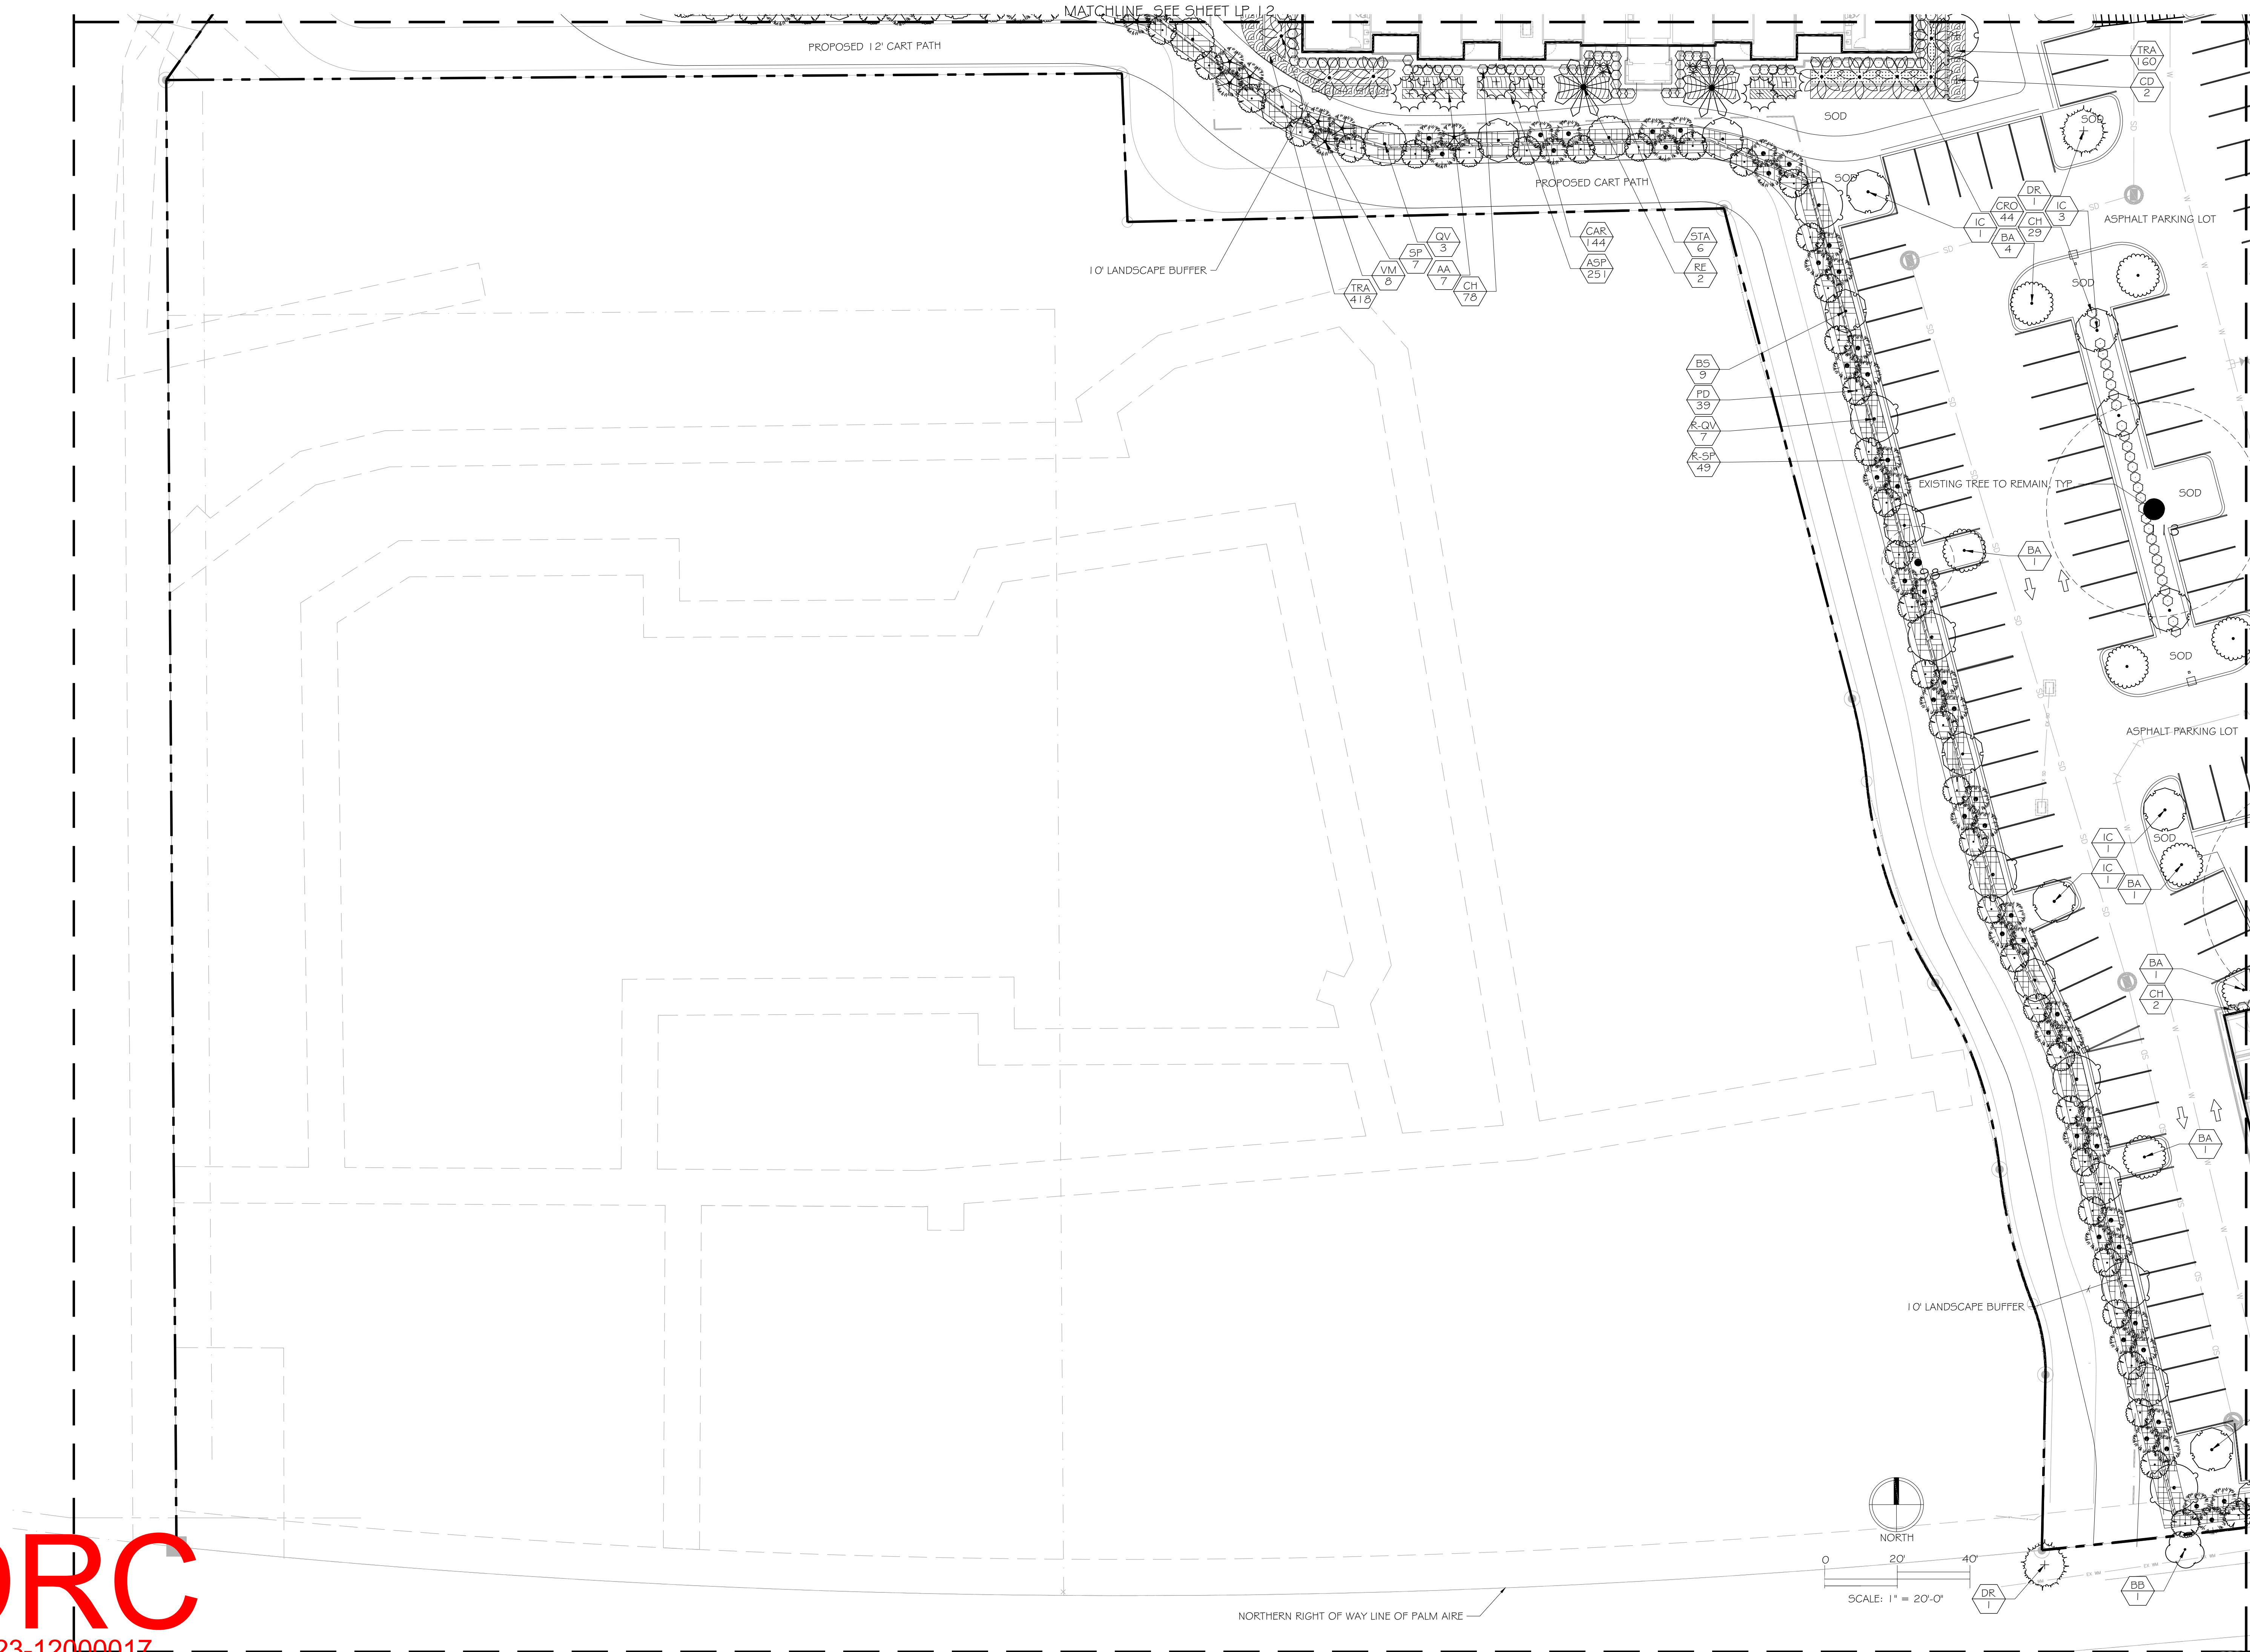 MATCHLINE SEE SHEET LP.12
PROPOSED 12' CART PATH
TRA
160
CD
2
SOD
SOD
SOD
PROPOSED CART PATH
DR
1
CRO
44
IC
3
IC
1
CH
29
BA
4
ASPHALT PARKING LOT
10' LANDSCAPE BUFFER
QV
3
SP
7
VM
8
AA
7
TRA
418
CH
78
CAR
144
ASP
251
STA
6
RE
2
SOD
BS
9
PD
39
R-QV
7
R-SP
49
EXISTING TREE TO REMAIN, TYP
SOD
BA
1
SOD
ASPHALT PARKING LOT
IC
1
SOD
IC
1
BA
1
BA
1
CH
2
BA
1
10' LANDSCAPE BUFFER
NORTH
0 20' 40'
SCALE: 1" = 20'-0"
DR
1
BB
1
NORTHERN RIGHT OF WAY LINE OF PALM AIRE
DRC
23-12000017